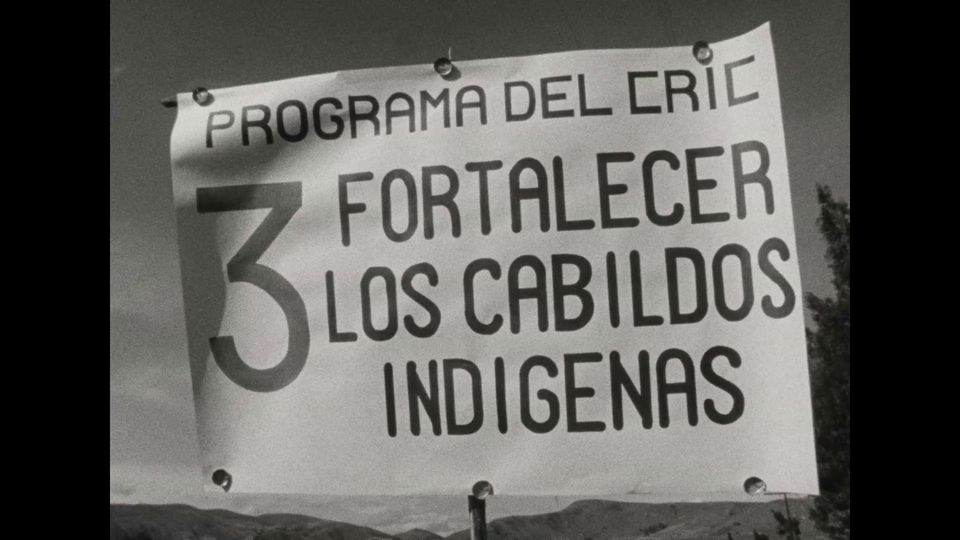 PROGRAMA DEL CRIC
3 FORTALECER
LOS CABILDOS
INDIGENAS